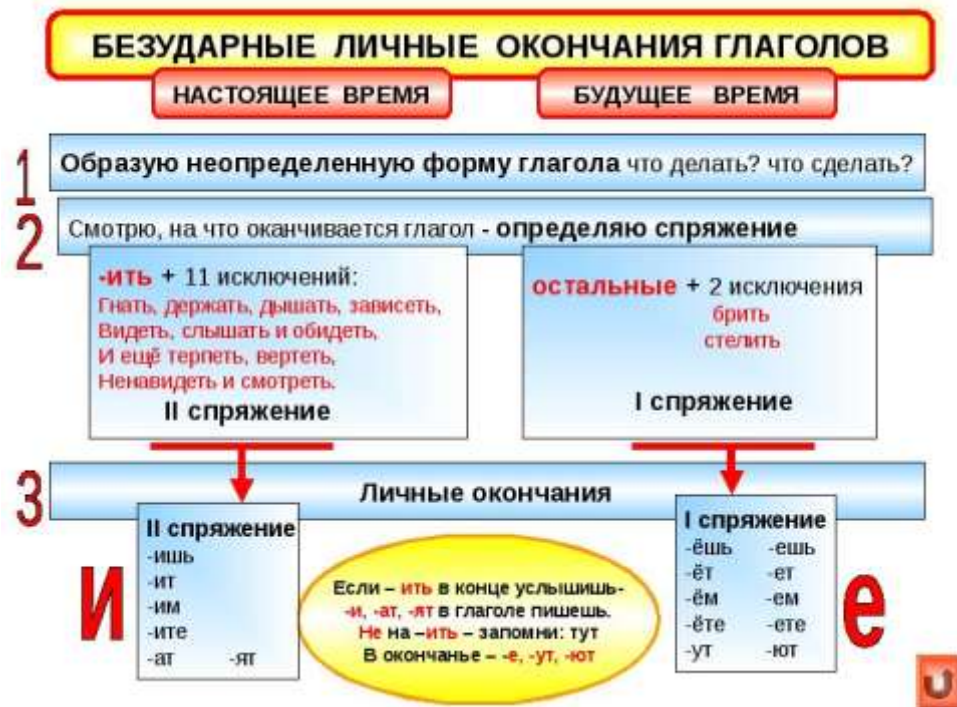 БЕЗУДАРНЫЕ ЛИЧНЫЕ ОКОНЧАНИЯ ГЛАГОЛОВ
НАСТОЯЩЕЕ ВРЕМЯ
БУДУЩЕЕ ВРЕМЯ
1
Образую неопределенную форму глагола что делать? что сделать?
2
Смотрю, на что оканчивается глагол - определяю спряжение
-ить + 11 исключений:
Гнать, держать, дышать, зависеть,
Видеть, слышать и обидеть,
И ещё терпеть, вертеть,
Ненавидеть и смотреть.
II спряжение
остальные + 2 исключения
брить
стелить
I спряжение
3
Личные окончания
И
II спряжение
-ишь
-ит
-им
-ите
-ат -ят
Если – ить в конце услышишь-
-и, -ат, -ят в глаголе пишешь.
Не на –ить – запомни: тут
В окончанье – -е, -ут, -ют
I спряжение
-ёшь -ешь
-ёт -ет
-ём -ем
-ёте -ете
-ут -ют
е